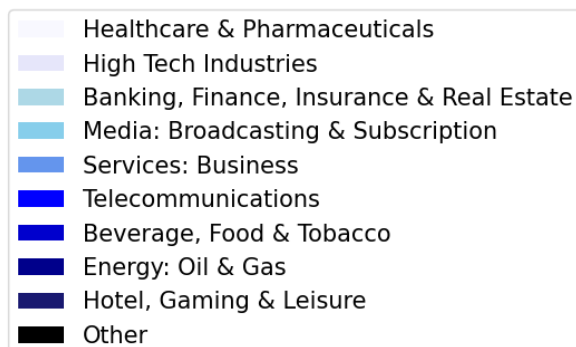 Healthcare & Pharmaceuticals
High Tech Industries
Banking, Finance, Insurance & Real Estate
Media: Broadcasting & Subscription
Services: Business
Telecommunications
Beverage, Food & Tobacco
Energy: Oil & Gas
Hotel, Gaming & Leisure
Other